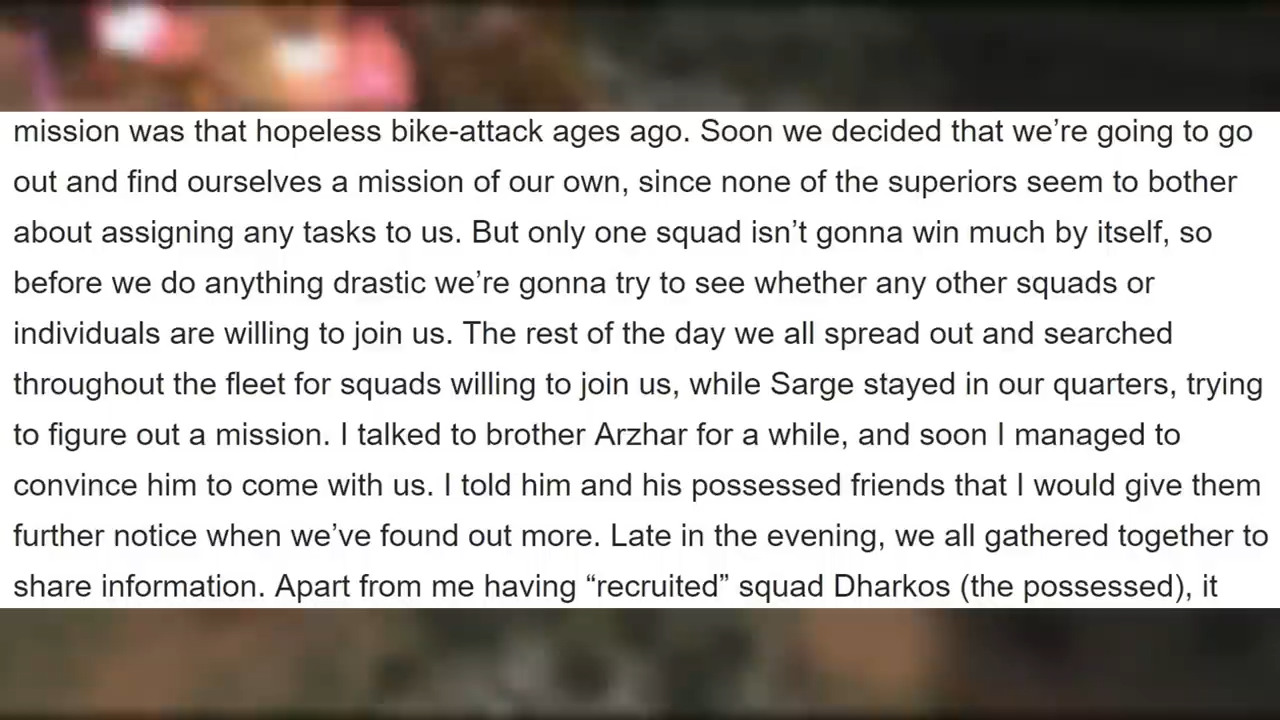 mission was that hopeless bike-attack ages ago. Soon we decided that we’re going to go
out and find ourselves a mission of our own, since none of the superiors seem to bother
about assigning any tasks to us. But only one squad isn’t gonna win much by itself, so
before we do anything drastic we’re gonna try to see whether any other squads or
individuals are willing to join us. The rest of the day we all spread out and searched
throughout the fleet for squads willing to join us, while Sarge stayed in our quarters, trying
to figure out a mission. I talked to brother Arzhar for a while, and soon I managed to
convince him to come with us. I told him and his possessed friends that I would give them
further notice when we’ve found out more. Late in the evening, we all gathered together to
share information. Apart from me having “recruited” squad Dharkos (the possessed), it